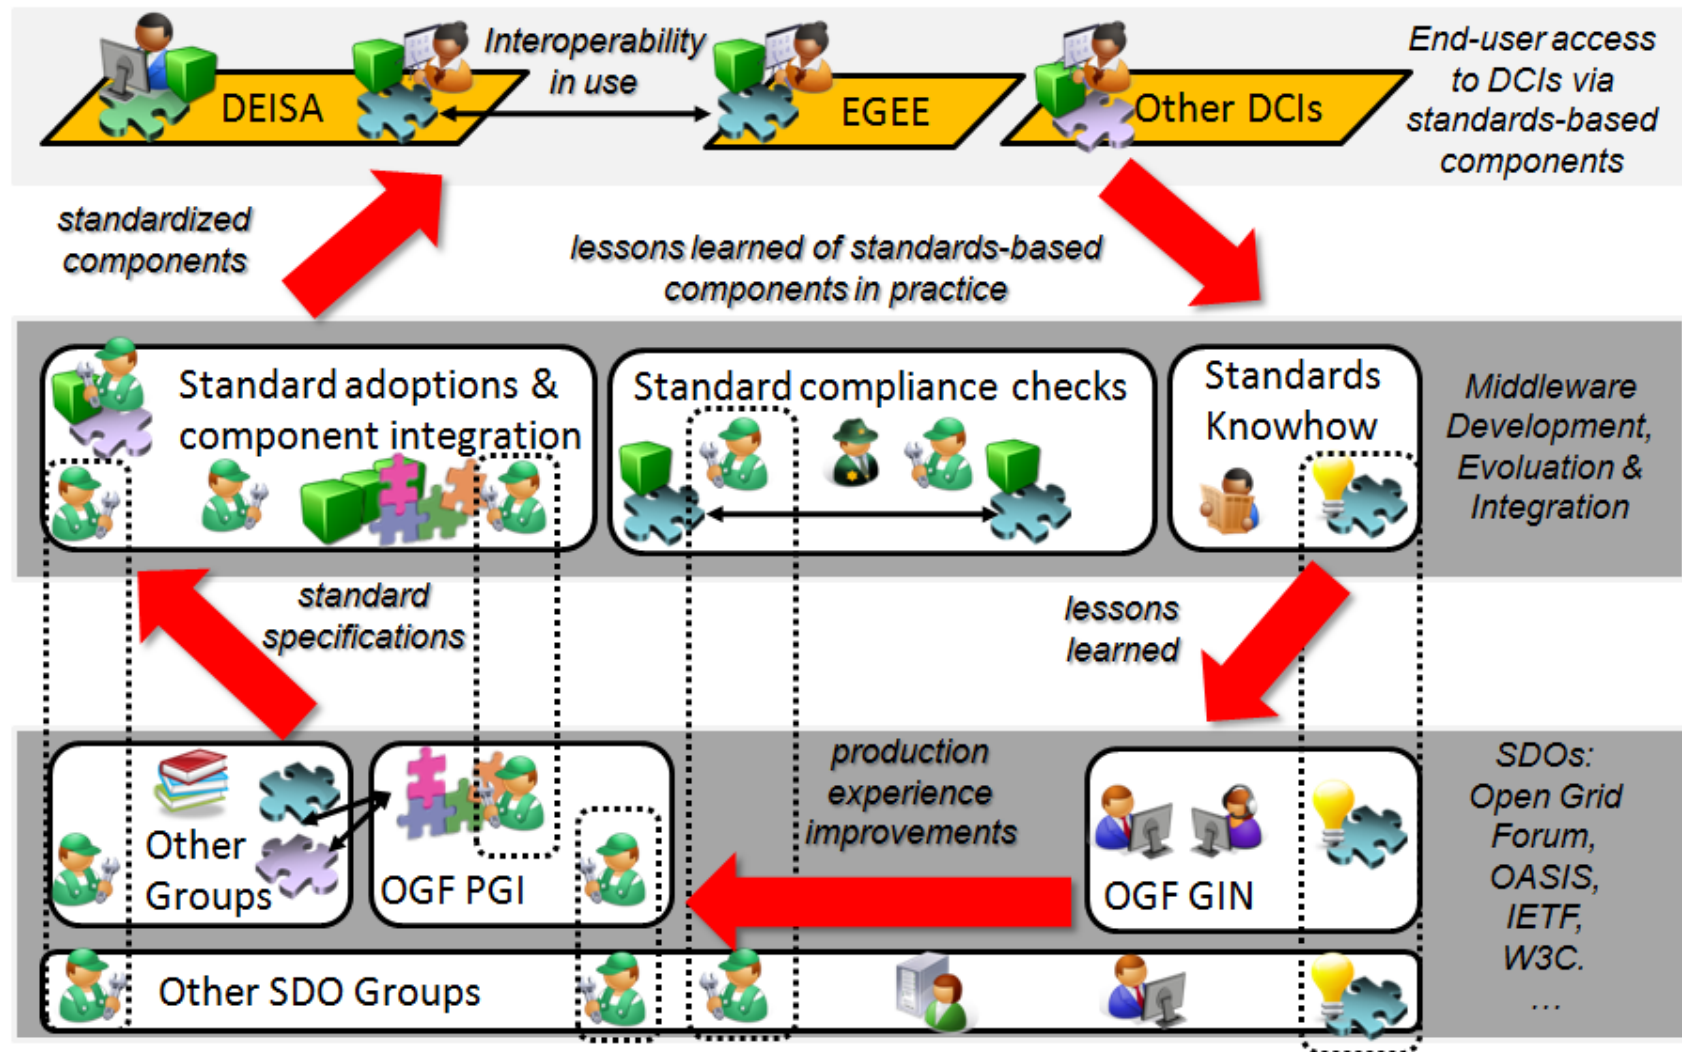 Interoperability
in use
End-user access
to DCIs via
standards-based
components
DEISA
EGEE
Other DCIs
standardized
components
lessons learned of standards-based
components in practice
Standard adoptions &
component integration
Standard compliance checks
Standards
Knowhow
Middleware
Development,
Evoluation &
Integration
standard
specifications
lessons
learned
Other
Groups
OGF PGI
production
experience
improvements
OGF GIN
SDOs:
Open Grid
Forum,
OASIS,
IETF,
W3C.
...
Other SDO Groups